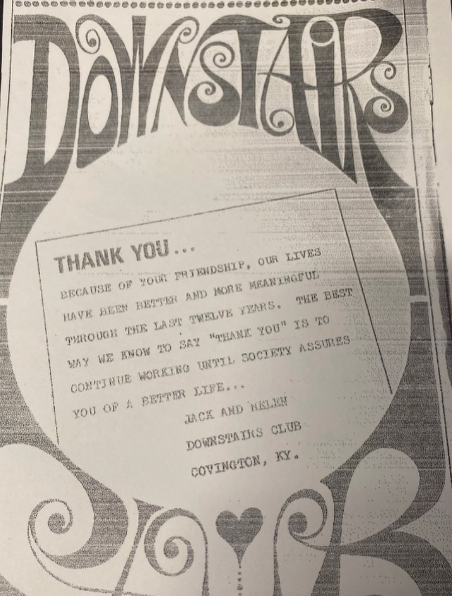 DOWNSTAIRS
THANK YOU...
BECAUSE OF YOUR FRIENDSHIP, OUR LIVES
HAVE BEEN BETTER AND MORE MEANINGFUL
THROUGH THE LAST TWELVE YEARS. THE BEST
WAY WE KNOW TO SAY "THANK YOU" IS TO
CONTINUE WORKING UNTIL SOCIETY ASSURES
YOU OF A BETTER LIFE...
JACK AND HELEN
DOWNSTAIRS CLUB
COVINGTON, KY.